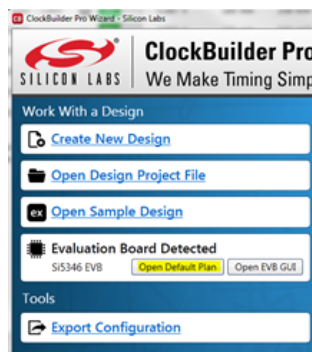 ClockBuilder Pro Wizard - Silicon Labs
SILICON LABS
ClockBuilder Pro
We Make Timing Simp
Work With a Design
Create New Design
Open Design Project File
ex Open Sample Design
Evaluation Board Detected
Si5346 EVB Open Default Plan Open EVB GUI
Tools
Export Configuration